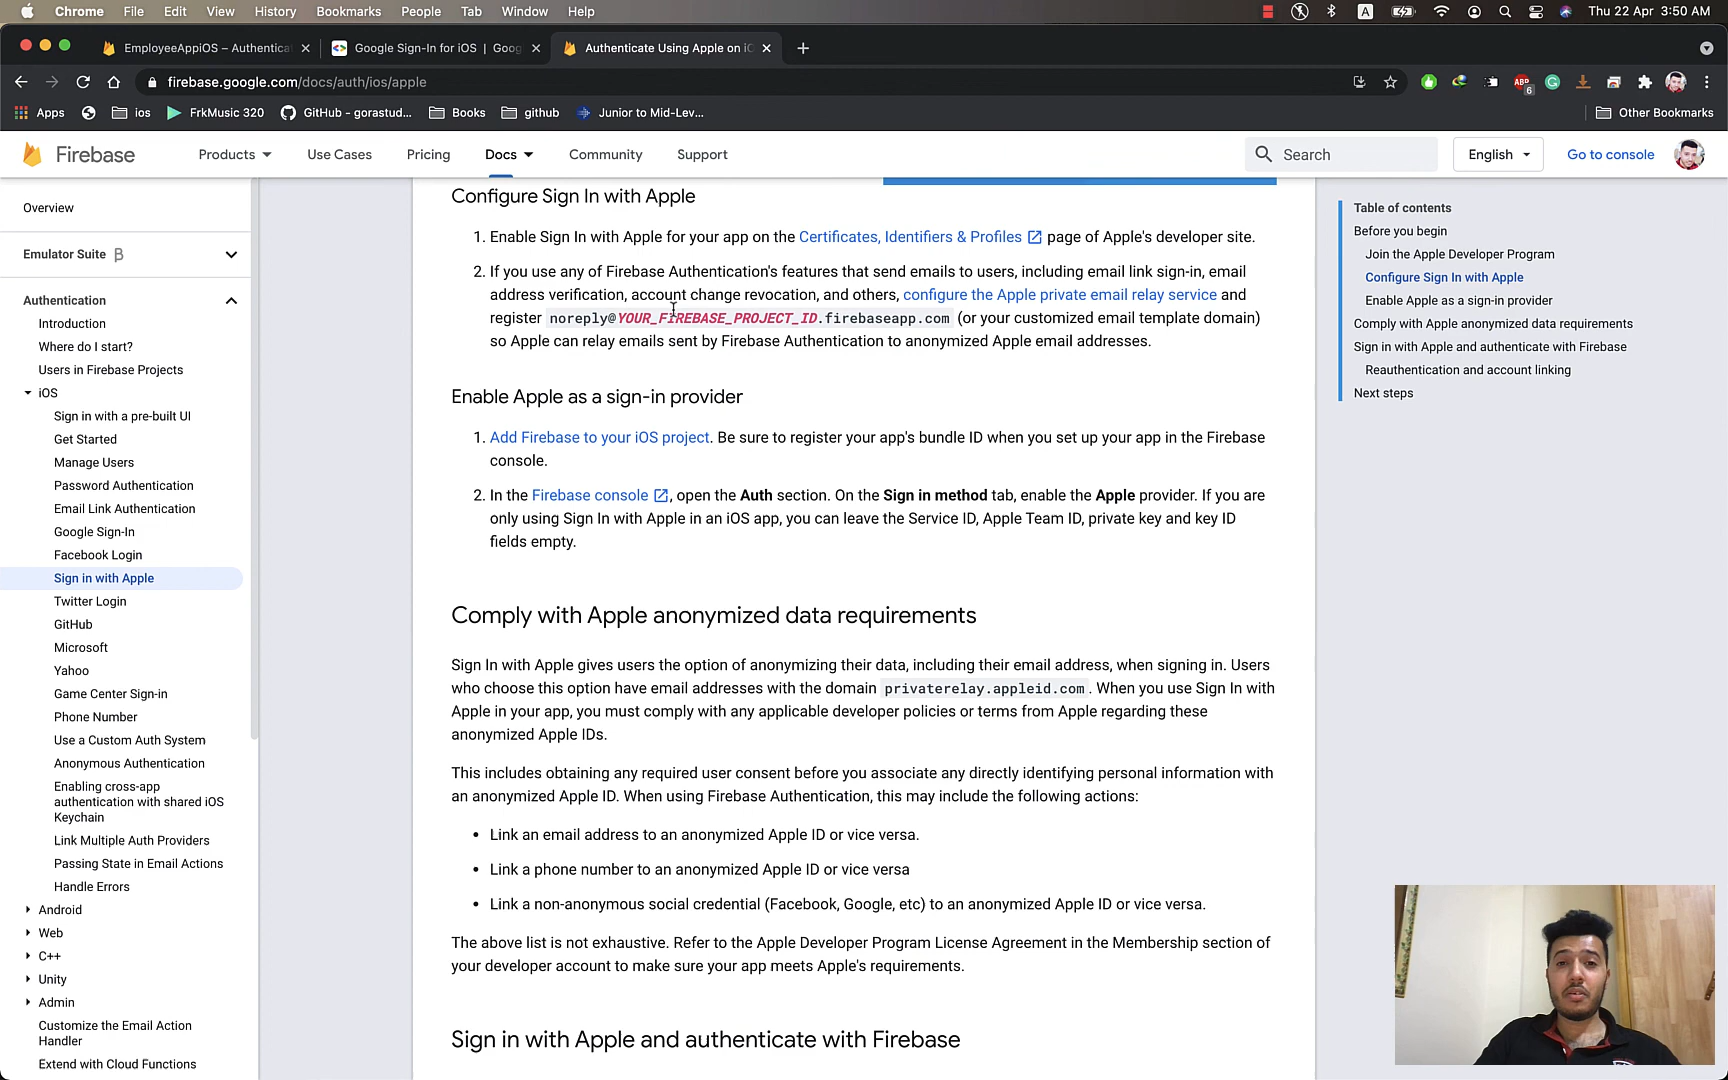 Chrome File Edit View History Bookmarks People Tab Window Help A Thu 22 Apr 3:50 AM
EmployeeAppiOS – Authentica Google Sign-In for iOS | Goog Authenticate Using Apple on iO
firebase.google.com/docs/auth/ios/apple ABP 6
Apps ios FrkMusic 320 GitHub - gorastud... Books github Junior to Mid-Lev... Other Bookmarks
Firebase Products Use Cases Pricing Docs Community Support Search English Go to console
Overview
Emulator Suite β
Authentication
Introduction
Where do I start?
Users in Firebase Projects
iOS
Sign in with a pre-built UI
Get Started
Manage Users
Password Authentication
Email Link Authentication
Google Sign-In
Facebook Login
Sign in with Apple
Twitter Login
GitHub
Microsoft
Yahoo
Game Center Sign-in
Phone Number
Use a Custom Auth System
Anonymous Authentication
Enabling cross-app
authentication with shared iOS
Keychain
Link Multiple Auth Providers
Passing State in Email Actions
Handle Errors
Android
Web
C++
Unity
Admin
Customize the Email Action
Handler
Extend with Cloud Functions
Configure Sign In with Apple
1. Enable Sign In with Apple for your app on the Certificates, Identifiers & Profiles page of Apple's developer site.
2. If you use any of Firebase Authentication's features that send emails to users, including email link sign-in, email
address verification, account change revocation, and others, configure the Apple private email relay service and
register noreply@YOUR_FIREBASE_PROJECT_ID.firebaseapp.com (or your customized email template domain)
so Apple can relay emails sent by Firebase Authentication to anonymized Apple email addresses.
Enable Apple as a sign-in provider
1. Add Firebase to your iOS project. Be sure to register your app's bundle ID when you set up your app in the Firebase
console.
2. In the Firebase console, open the Auth section. On the Sign in method tab, enable the Apple provider. If you are
only using Sign In with Apple in an iOS app, you can leave the Service ID, Apple Team ID, private key and key ID
fields empty.
Comply with Apple anonymized data requirements
Sign In with Apple gives users the option of anonymizing their data, including their email address, when signing in. Users
who choose this option have email addresses with the domain privaterelay.appleid.com. When you use Sign In with
Apple in your app, you must comply with any applicable developer policies or terms from Apple regarding these
anonymized Apple IDs.
This includes obtaining any required user consent before you associate any directly identifying personal information with
an anonymized Apple ID. When using Firebase Authentication, this may include the following actions:
• Link an email address to an anonymized Apple ID or vice versa.
• Link a phone number to an anonymized Apple ID or vice versa
• Link a non-anonymous social credential (Facebook, Google, etc) to an anonymized Apple ID or vice versa.
The above list is not exhaustive. Refer to the Apple Developer Program License Agreement in the Membership section of
your developer account to make sure your app meets Apple's requirements.
Sign in with Apple and authenticate with Firebase
Table of contents
Before you begin
Join the Apple Developer Program
Configure Sign In with Apple
Enable Apple as a sign-in provider
Comply with Apple anonymized data requirements
Sign in with Apple and authenticate with Firebase
Reauthentication and account linking
Next steps